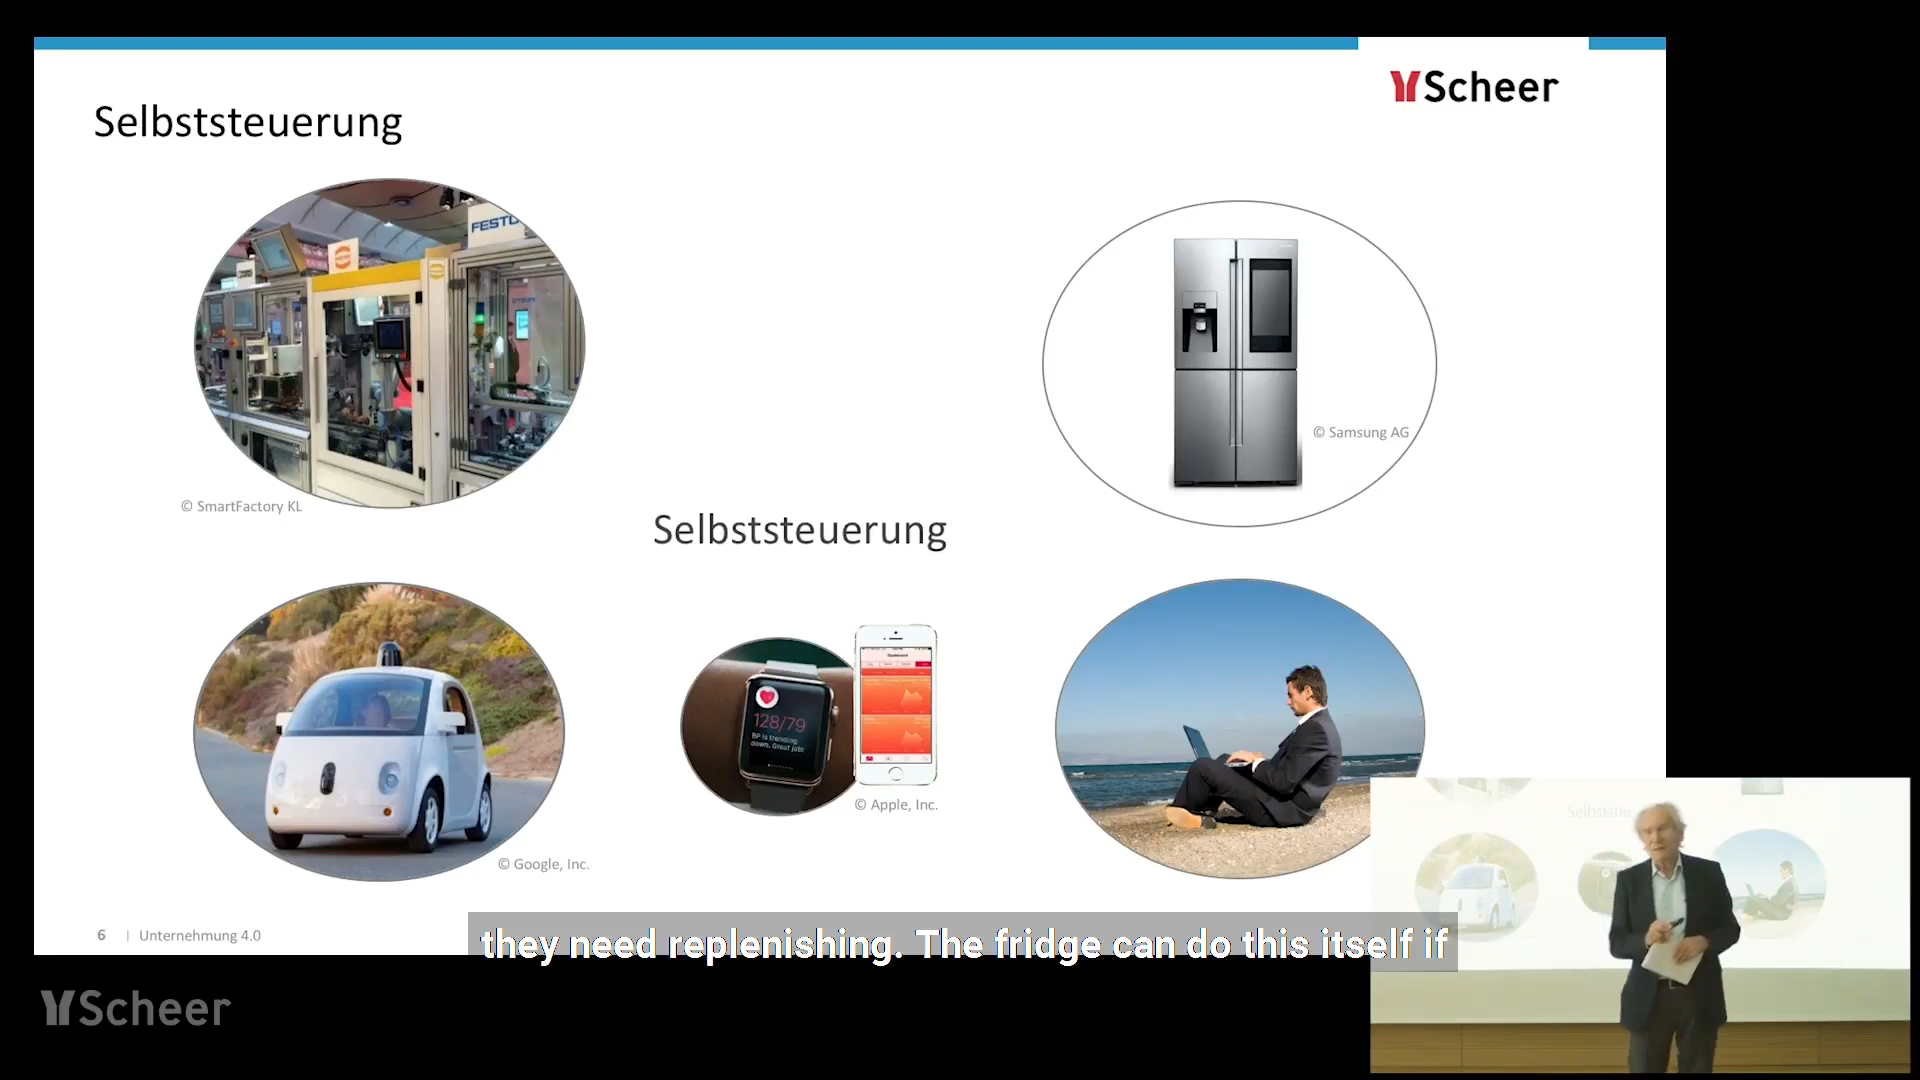 Scheer
Selbststeuerung
FESTO
© Samsung AG
© SmartFactory KL
Selbststeuerung
Dashboard
128/79
BP is trending
down. Great job!
© Apple, Inc.
© Google, Inc.
6 | Unternehmung 4.0
they need replenishing. The fridge can do this itself if
Scheer